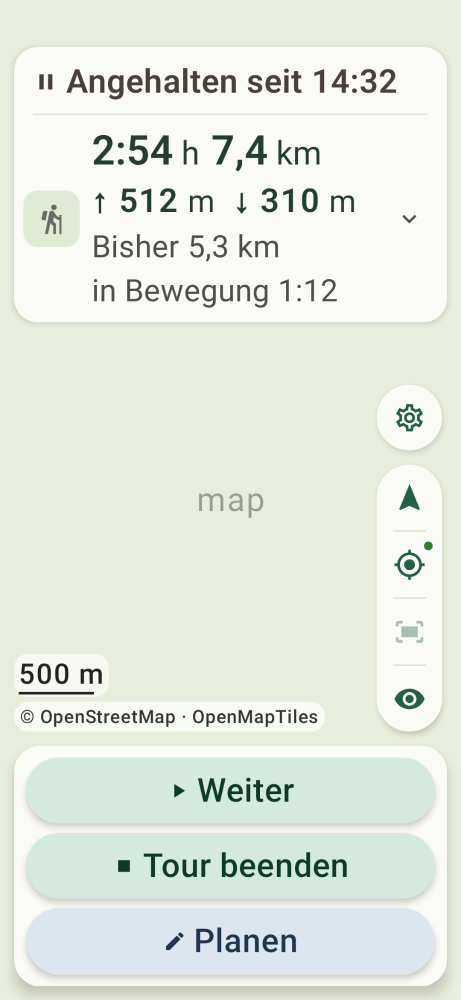 Angehalten seit 14:32
2:54 h 7,4 km
↑ 512 m ↓ 310 m
Bisher 5,3 km
in Bewegung 1:12
map
500 m
© OpenStreetMap · OpenMapTiles
Weiter
Tour beenden
Planen